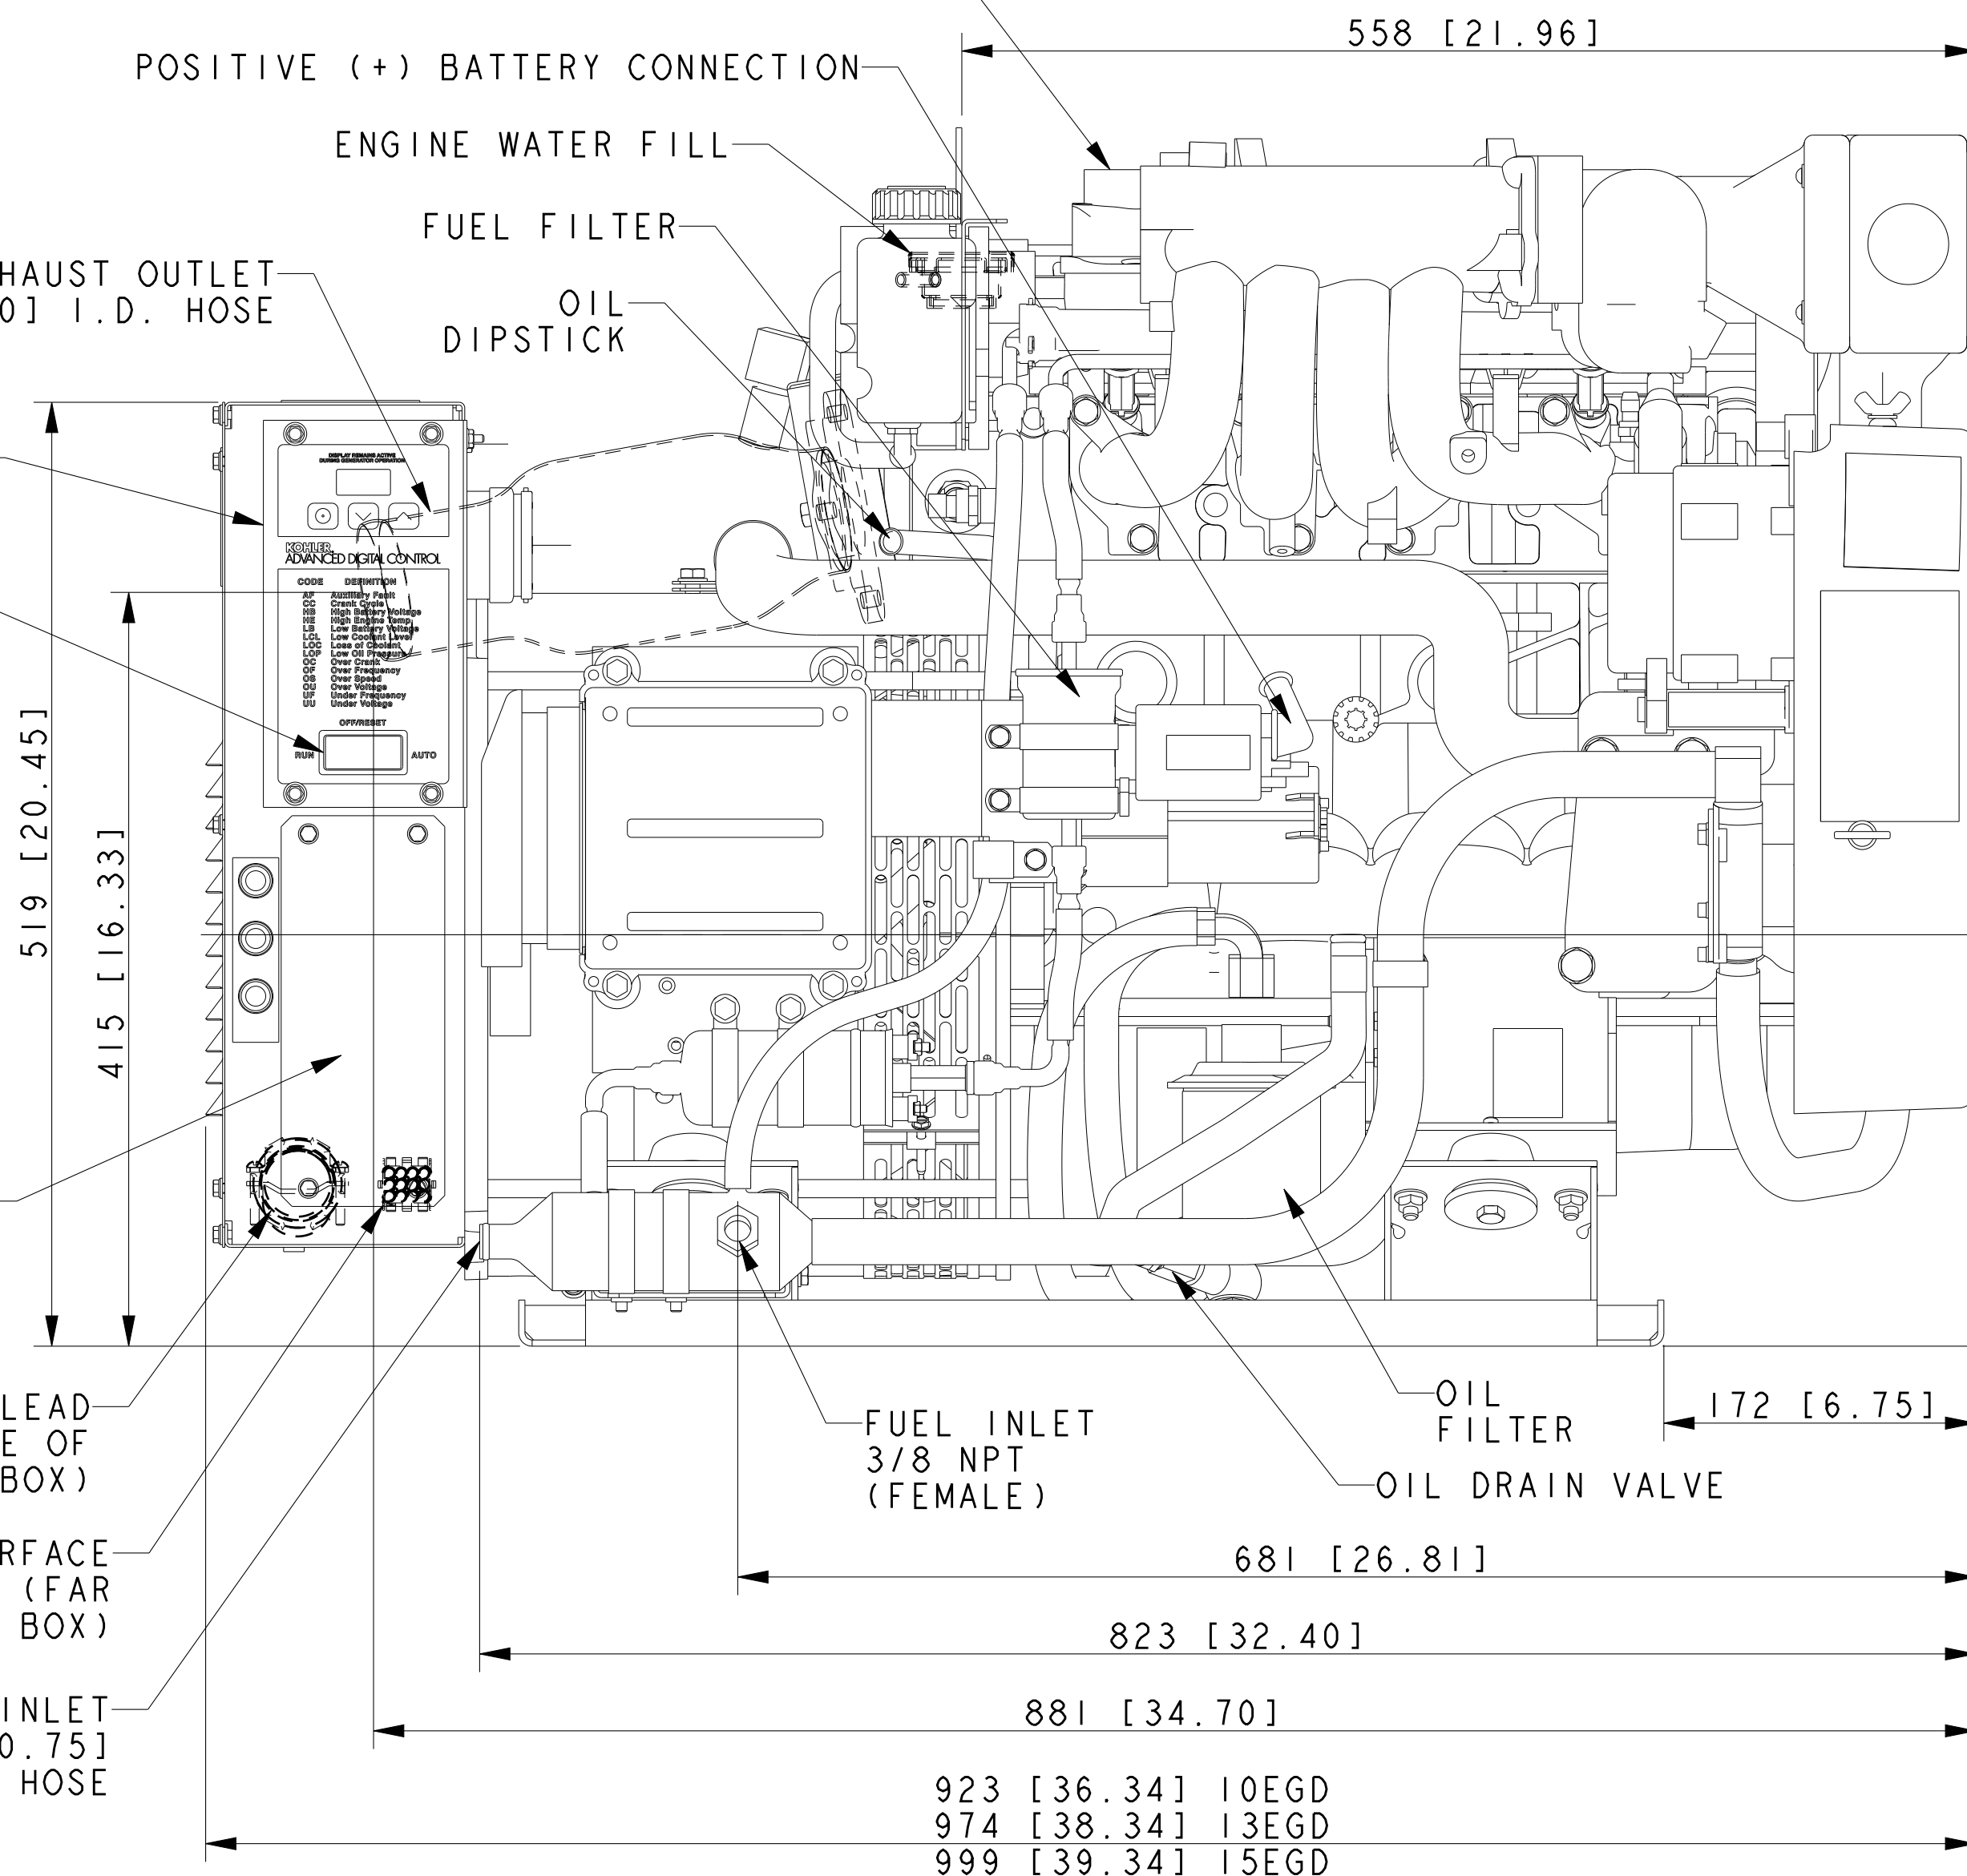 558 [21.96]
POSITIVE (+) BATTERY CONNECTION
ENGINE WATER FILL
FUEL FILTER
HAUST OUTLET
0] I.D. HOSE
OIL
DIPSTICK
DISPLAY REMAINS ACTIVE
DURING GENERATOR OPERATION
KOHLER
ADVANCED DIGITAL CONTROL
CODE DEFINITION
AF Auxiliary Fault
CC Crank Cycle
HB High Battery Voltage
HE High Engine Temp
LB Low Battery Voltage
LCL Low Coolant Level
LOC Loss of Coolant
LOP Low Oil Pressure
OC Over Crank
OF Over Frequency
OS Over Speed
OU Over Voltage
UF Under Frequency
UU Under Voltage
OFF/RESET
RUN AUTO
519 [20.45]
415 [16.33]
LEAD
E OF
BOX)
RFACE
(FAR
BOX)
INLET
0.75]
HOSE
FUEL INLET
3/8 NPT
(FEMALE)
OIL
FILTER
OIL DRAIN VALVE
172 [6.75]
681 [26.81]
823 [32.40]
881 [34.70]
923 [36.34] 10EGD
974 [38.34] 13EGD
999 [39.34] 15EGD